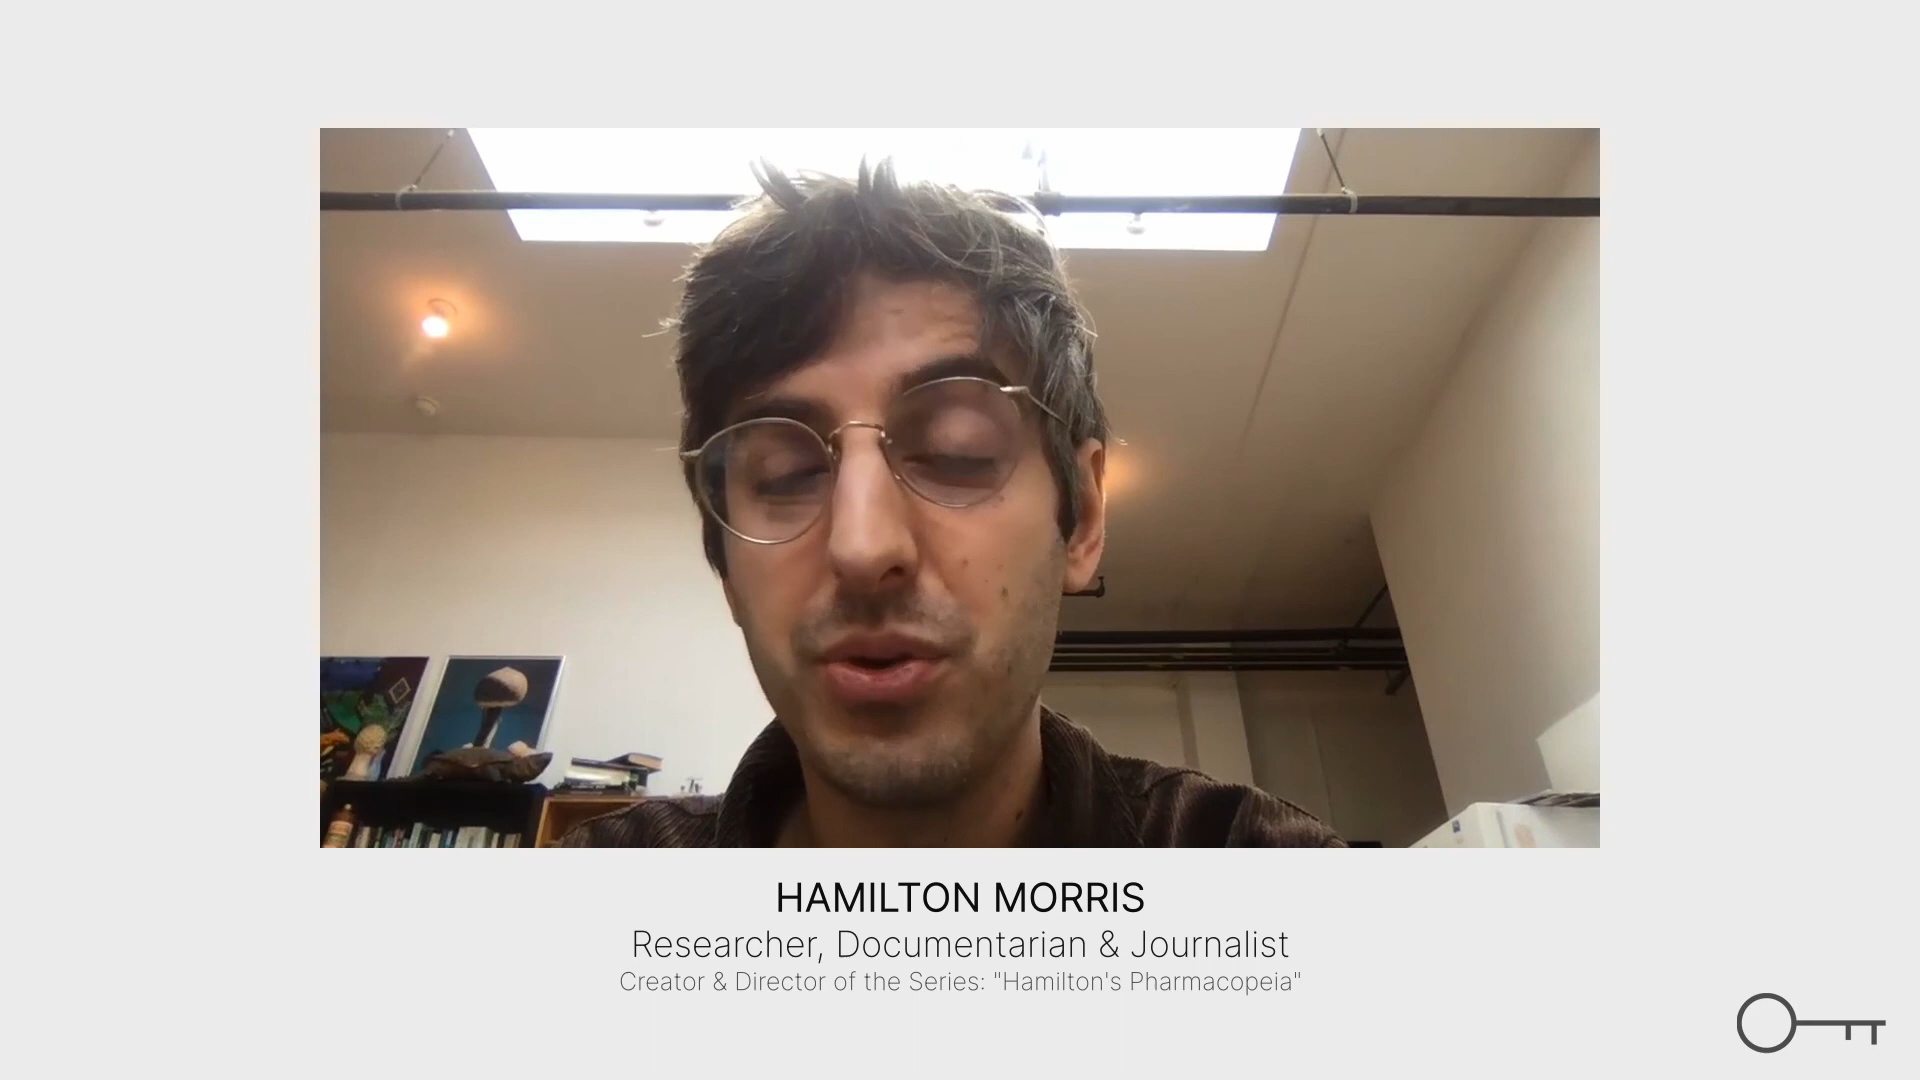 HAMILTON MORRIS
Researcher, Documentarian & Journalist
Creator & Director of the Series: "Hamilton's Pharmacopeia"